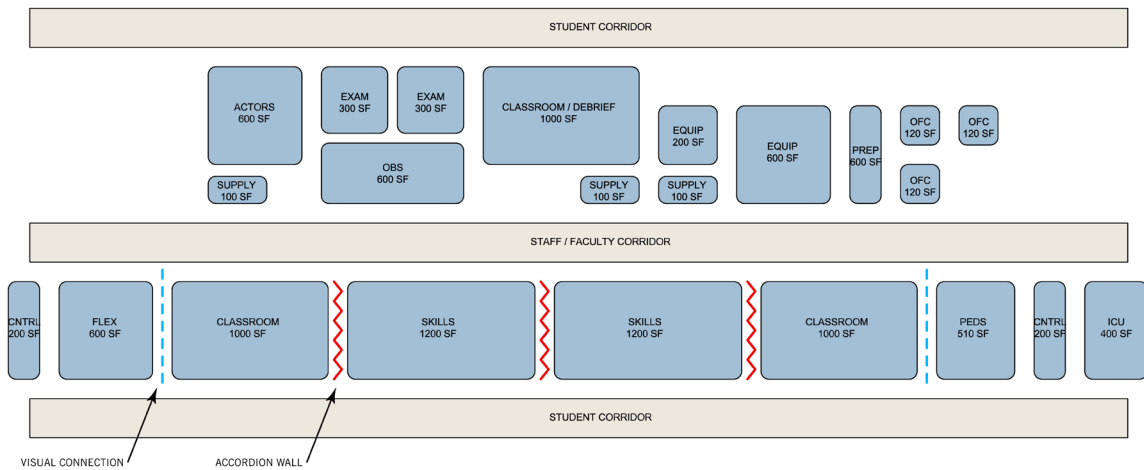 STUDENT CORRIDOR
ACTORS
600 SF
EXAM
300 SF
EXAM
300 SF
CLASSROOM / DEBRIEF
1000 SF
EQUIP
200 SF
EQUIP
600 SF
PREP
600 SF
OFC
120 SF
OFC
120 SF
OBS
600 SF
SUPPLY
100 SF
SUPPLY
100 SF
SUPPLY
100 SF
OFC
120 SF
STAFF / FACULTY CORRIDOR
CNTRL
200 SF
FLEX
600 SF
CLASSROOM
1000 SF
SKILLS
1200 SF
SKILLS
1200 SF
CLASSROOM
1000 SF
PEDS
510 SF
CNTRL
200 SF
ICU
400 SF
STUDENT CORRIDOR
VISUAL CONNECTION
ACCORDION WALL